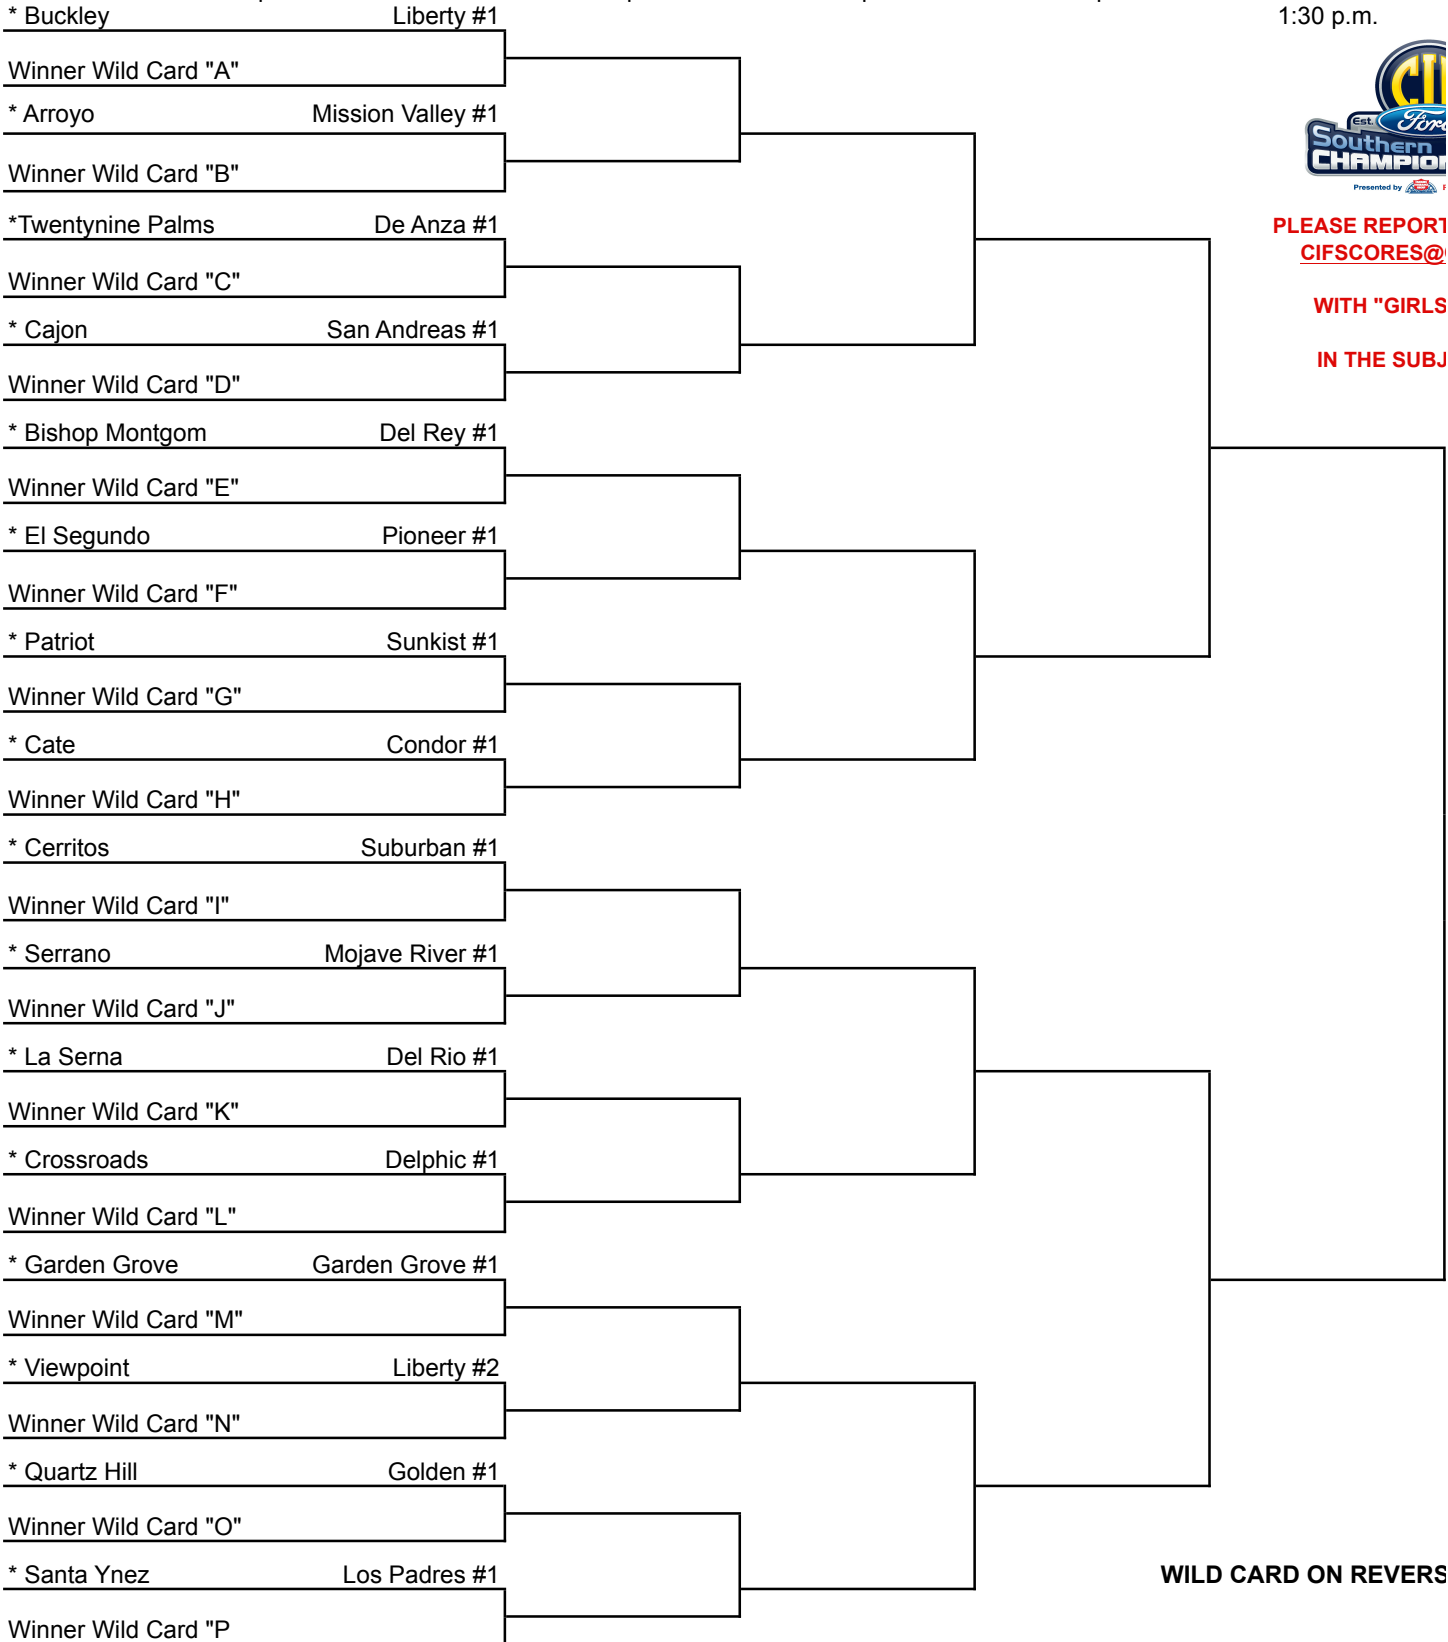 * Buckley Liberty #1 1:30 p.m.
Winner Wild Card "A"
* Arroyo Mission Valley #1
Winner Wild Card "B"
*Twentynine Palms De Anza #1
Winner Wild Card "C"
* Cajon San Andreas #1
Winner Wild Card "D"
* Bishop Montgom Del Rey #1
Winner Wild Card "E"
* El Segundo Pioneer #1
Winner Wild Card "F"
* Patriot Sunkist #1
Winner Wild Card "G"
* Cate Condor #1
Winner Wild Card "H"
* Cerritos Suburban #1
Winner Wild Card "I"
* Serrano Mojave River #1
Winner Wild Card "J"
* La Serna Del Rio #1
Winner Wild Card "K"
* Crossroads Delphic #1
Winner Wild Card "L"
* Garden Grove Garden Grove #1
Winner Wild Card "M"
* Viewpoint Liberty #2
Winner Wild Card "N"
* Quartz Hill Golden #1
Winner Wild Card "O"
* Santa Ynez Los Padres #1
Winner Wild Card "P
CI
Est. Ford
Southern
CHAMPION
Presented by
PLEASE REPORT
CIFSCORES@
WITH "GIRLS
IN THE SUBJ
WILD CARD ON REVERS